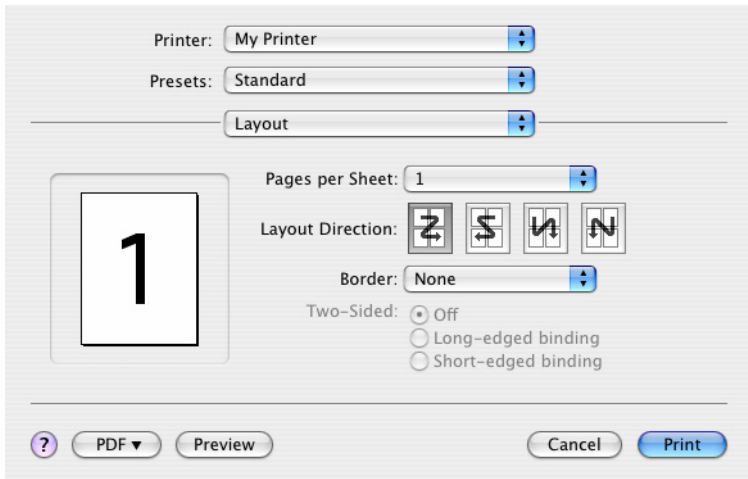 Printer: My Printer
Presets: Standard
Layout
Pages per Sheet: 1
1
Layout Direction:
Border: None
Two-Sided: Off
Long-edged binding
Short-edged binding
? PDF ▼ Preview Cancel Print